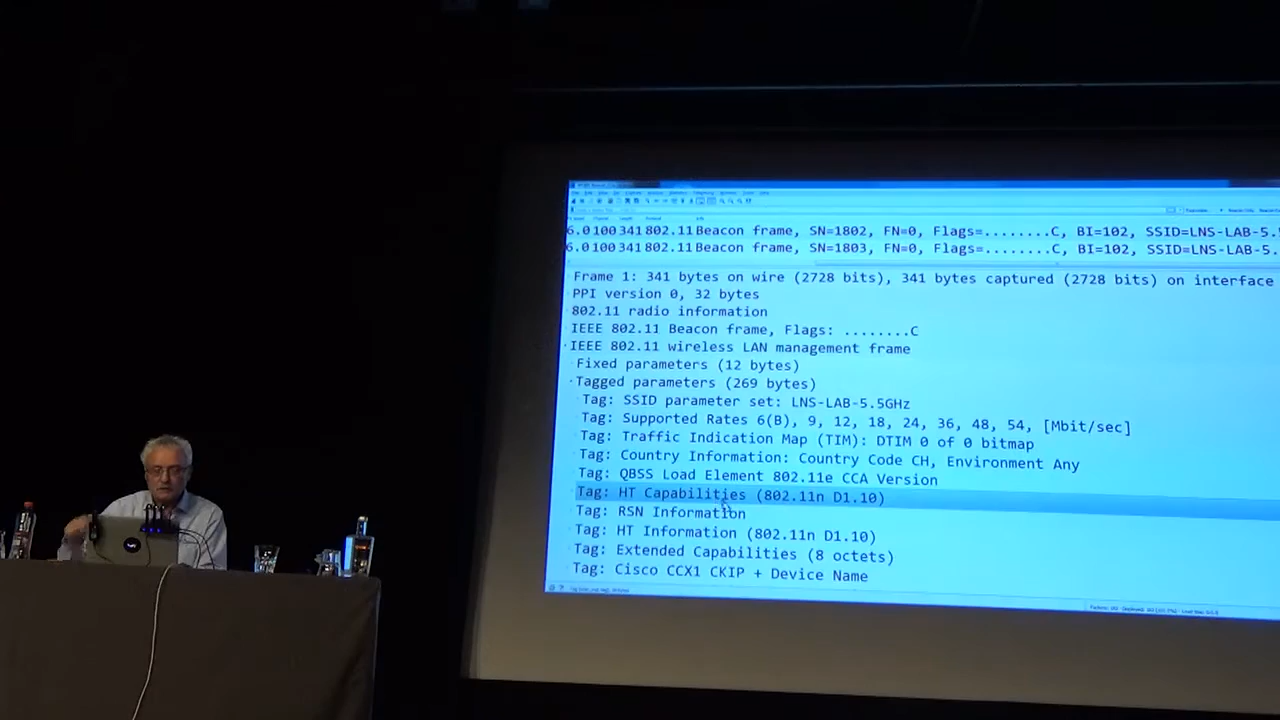 6.0 100 341 802.11 Beacon frame, SN=1802, FN=0, Flags=........C, BI=102, SSID=LNS-LAB-5.
6.0 100 341 802.11 Beacon frame, SN=1803, FN=0, Flags=........C, BI=102, SSID=LNS-LAB-5.
Frame 1: 341 bytes on wire (2728 bits), 341 bytes captured (2728 bits) on interface
PPI version 0, 32 bytes
802.11 radio information
IEEE 802.11 Beacon frame, Flags: ........C
IEEE 802.11 wireless LAN management frame
Fixed parameters (12 bytes)
Tagged parameters (269 bytes)
Tag: SSID parameter set: LNS-LAB-5.5GHz
Tag: Supported Rates 6(B), 9, 12, 18, 24, 36, 48, 54, [Mbit/sec]
Tag: Traffic Indication Map (TIM): DTIM 0 of 0 bitmap
Tag: Country Information: Country Code CH, Environment Any
Tag: QBSS Load Element 802.11e CCA Version
Tag: HT Capabilities (802.11n D1.10)
Tag: RSN Information
Tag: HT Information (802.11n D1.10)
Tag: Extended Capabilities (8 octets)
Tag: Cisco CCX1 CKIP + Device Name